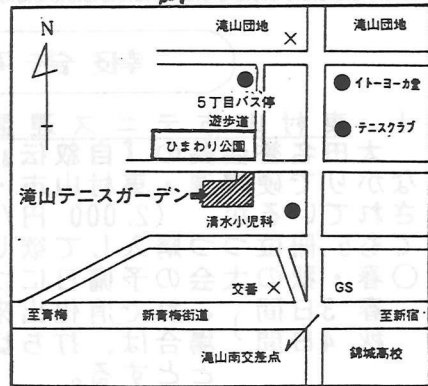 滝山団地
滝山団地
N
イトーヨーカ堂
5丁目バス停
遊歩道
テニスクラブ
ひまわり公園
滝山テニスガーデン
清水小児科
交番
GS
至青梅
新青梅街道
至新宿
滝山南交差点
錦城高校